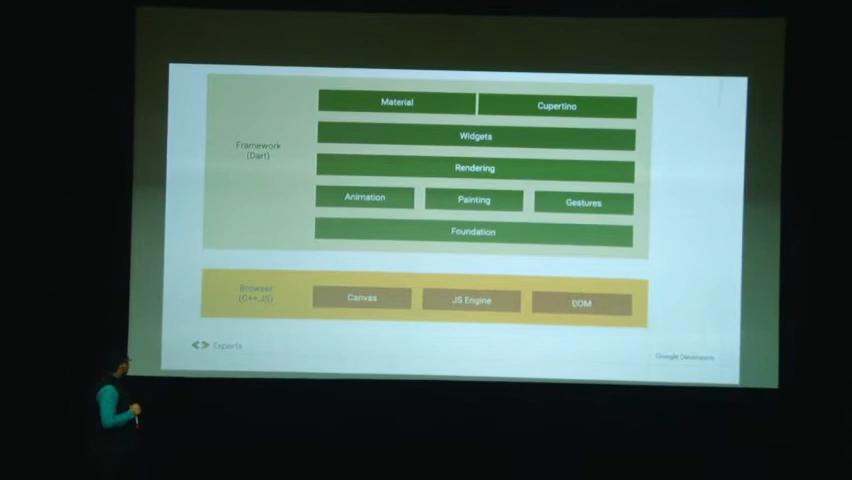 Material
Cupertino
Framework
(Dart)
Widgets
Rendering
Animation
Painting
Gestures
Foundation
Browser
(C++,JS)
Canvas
JS Engine
DOM
Experts
Google Developers